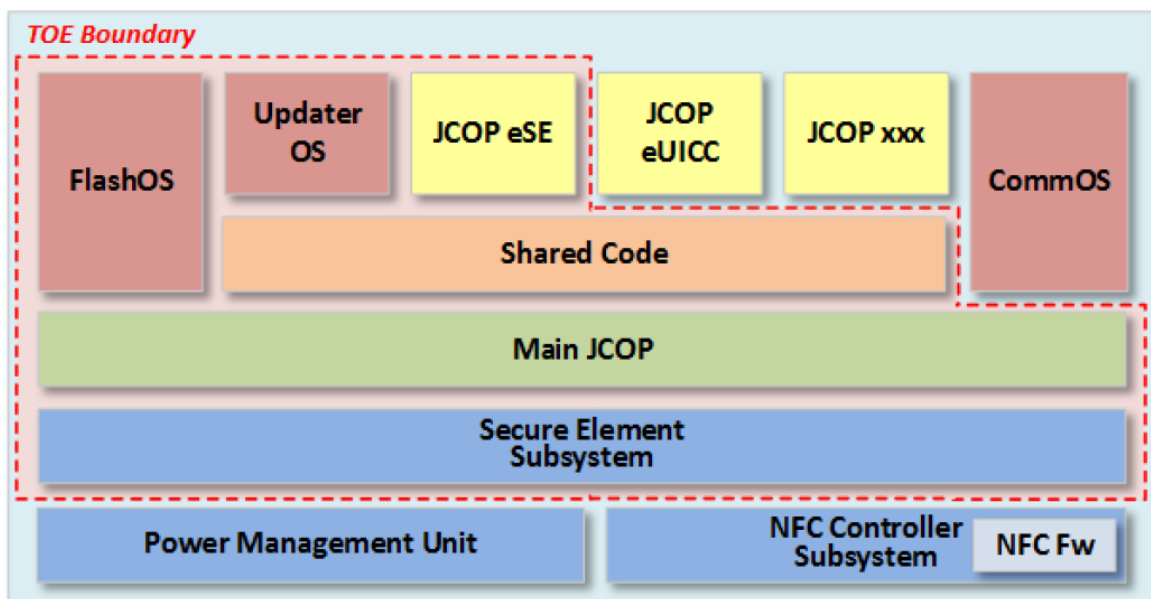 TOE Boundary
FlashOS
Updater
OS
JCOP eSE
JCOP
eUICC
JCOP xxx
CommOS
Shared Code
Main JCOP
Secure Element
Subsystem
Power Management Unit
NFC Controller
Subsystem
NFC Fw